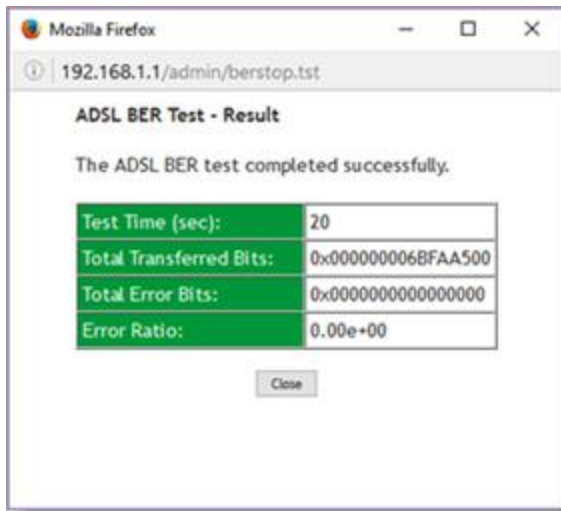 Mozilla Firefox
192.168.1.1/admin/berstop.tst
ADSL BER Test - Result
The ADSL BER test completed successfully.
Test Time (sec): 20
Total Transferred Bits: 0x000000006BFAA500
Total Error Bits: 0x0000000000000000
Error Ratio: 0.00e+00
Close